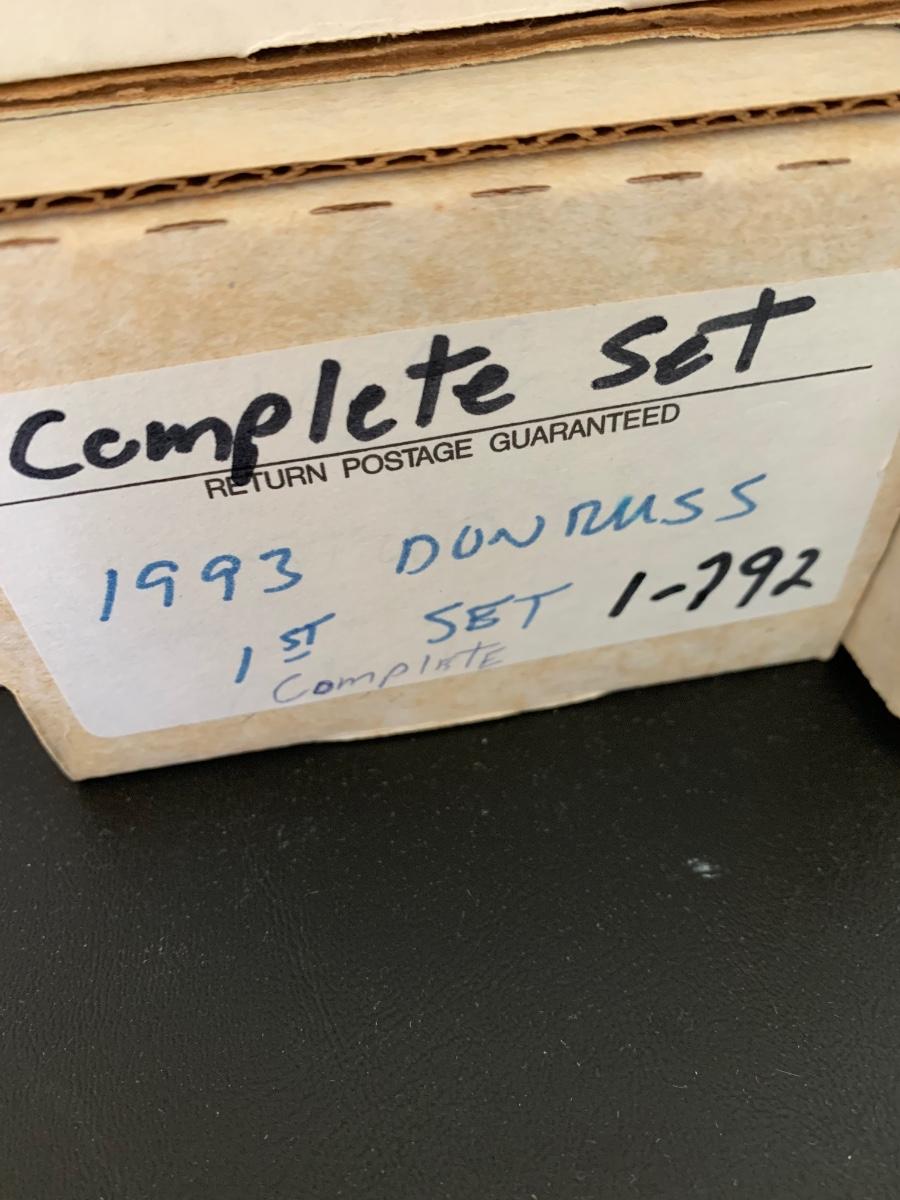 Complete Set
RETURN POSTAGE GUARANTEED
1993 DONRUSS
1ST SET 1-792
Complete